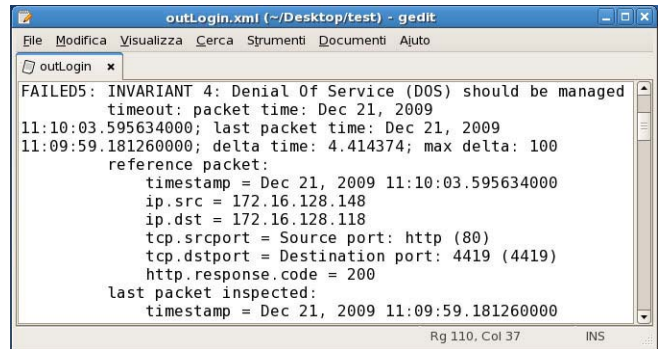 outLogin.xml (~/Desktop/test) - gedit
File Modifica Visualizza Cerca Strumenti Documenti Aiuto
outLogin
FAILED5: INVARIANT 4: Denial Of Service (DOS) should be managed
timeout: packet time: Dec 21, 2009
11:10:03.595634000; last packet time: Dec 21, 2009
11:09:59.181260000; delta time: 4.414374; max delta: 100
reference packet:
timestamp = Dec 21, 2009 11:10:03.595634000
ip.src = 172.16.128.148
ip.dst = 172.16.128.118
tcp.srcport = Source port: http (80)
tcp.dstport = Destination port: 4419 (4419)
http.response.code = 200
last packet inspected:
timestamp = Dec 21, 2009 11:09:59.181260000
Rg 110, Col 37 INS